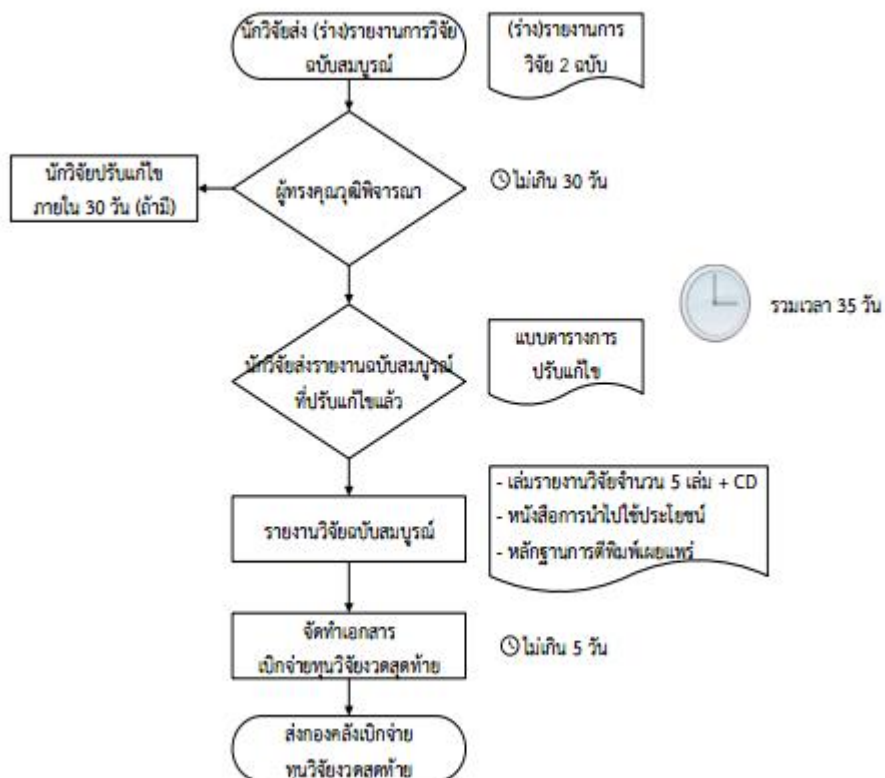 นักวิจัยส่ง (ร่าง)รายงานการวิจัย
ฉบับสมบูรณ์
(ร่าง)รายงานการ
วิจัย 2 ฉบับ
นักวิจัยปรับแก้ไข
ภายใน 30 วัน (ถ้ามี)
ผู้ทรงคุณวุฒิพิจารณา
ไม่เกิน 30 วัน
รวมเวลา 35 วัน
นักวิจัยส่งรายงานฉบับสมบูรณ์
ที่ปรับแก้ไขแล้ว
แบบตารางการ
ปรับแก้ไข
รายงานวิจัยฉบับสมบูรณ์
- เล่มรายงานวิจัยจำนวน 5 เล่ม + CD
- หนังสือการนำไปใช้ประโยชน์
- หลักฐานการตีพิมพ์เผยแพร่
จัดทำเอกสาร
เบิกจ่ายทุนวิจัยงวดสุดท้าย
ไม่เกิน 5 วัน
ส่งกองคลังเบิกจ่าย
ทุนวิจัยงวดสุดท้าย